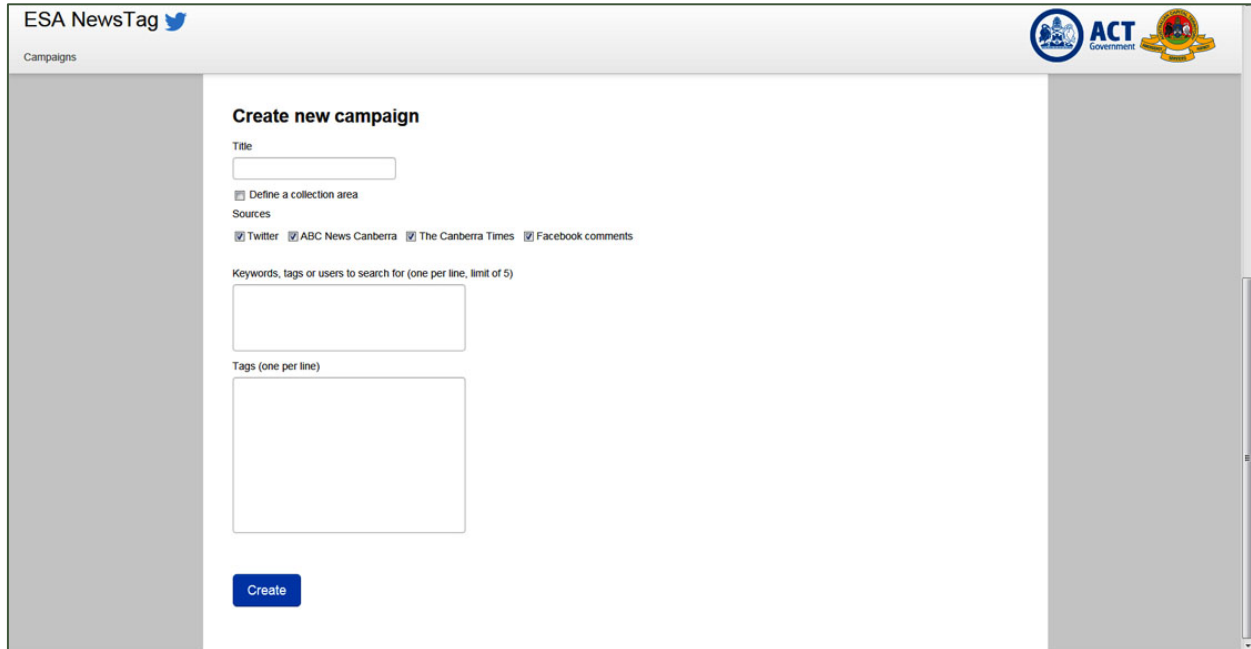 ESA NewsTag
ACT
Government
Campaigns
Create new campaign
Title
Define a collection area
Sources
Twitter ABC News Canberra The Canberra Times Facebook comments
Keywords, tags or users to search for (one per line, limit of 5)
Tags (one per line)
Create